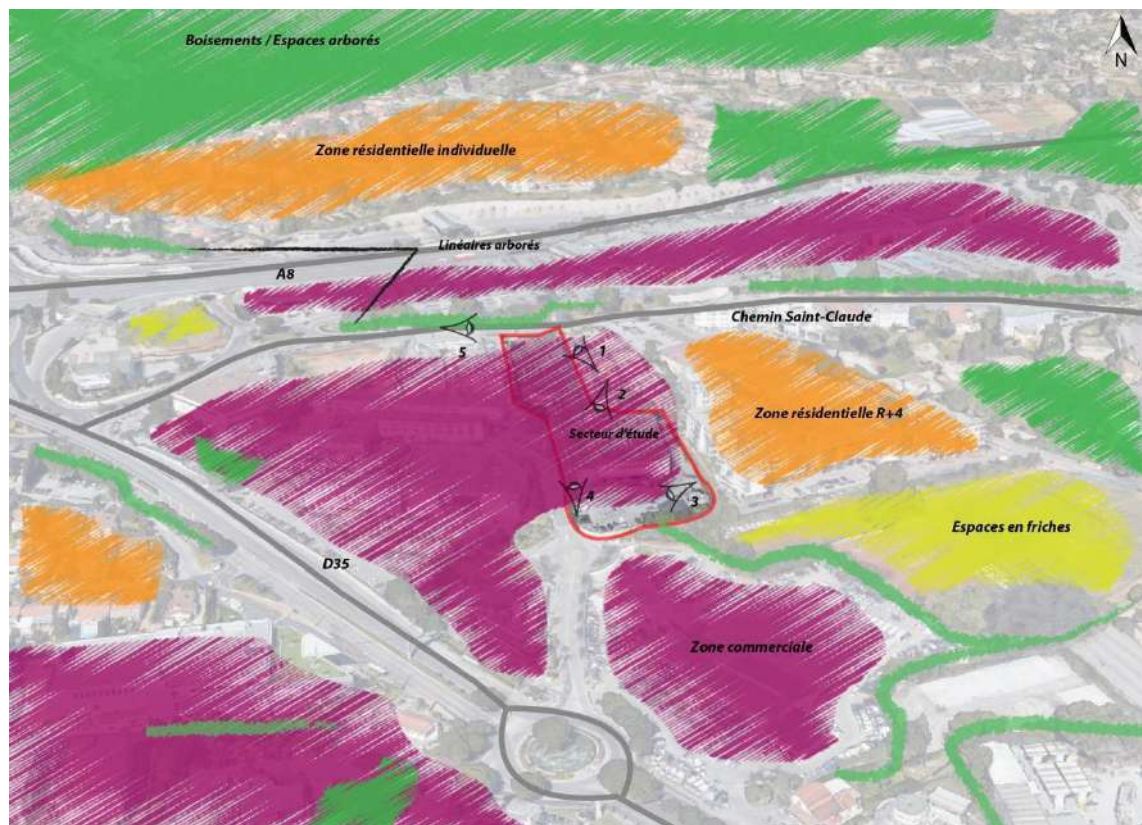 Boisements / Espaces arborés
N
Zone résidentielle individuelle
Linéaires arborés
A8
Chemin Saint-Claude
5
1
2
Zone résidentielle R+4
Secteur d'étude
4
3
Espaces en friches
D35
Zone commerciale